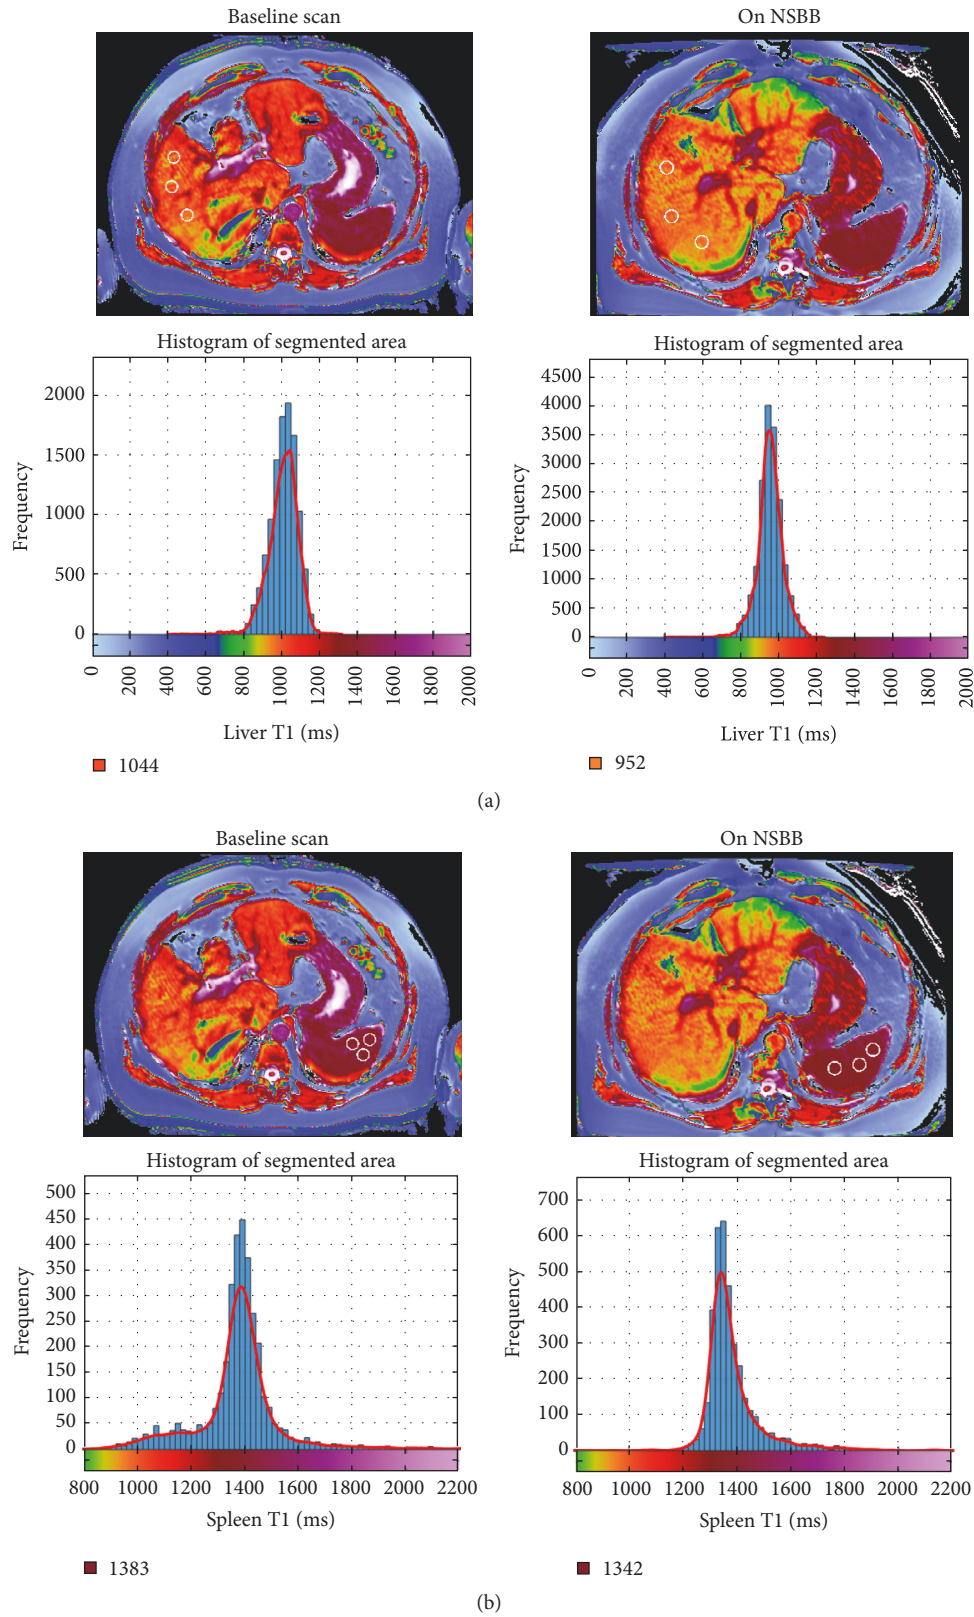 Baseline scan
On NSBB
Histogram of segmented area
Frequency
2000
1500
1000
500
0
0 200 400 600 800 1000 1200 1400 1600 1800 2000
Liver T1 (ms)
1044
Histogram of segmented area
Frequency
4500
4000
3500
3000
2500
2000
4000
1000
500
0
0 200 400 600 800 1000 1200 1400 1600 1800 2000
Liver T1 (ms)
952
(a)
Baseline scan
On NSBB
Histogram of segmented area
Frequency
500
450
400
350
300
250
200
150
100
50
0
800 1000 1200 1400 1600 1800 2000 2200
Spleen T1 (ms)
1383
Histogram of segmented area
Frequency
700
600
500
400
300
200
100
0
800 1000 1200 1400 1600 1800 2000 2200
Spleen T1 (ms)
1342
(b)